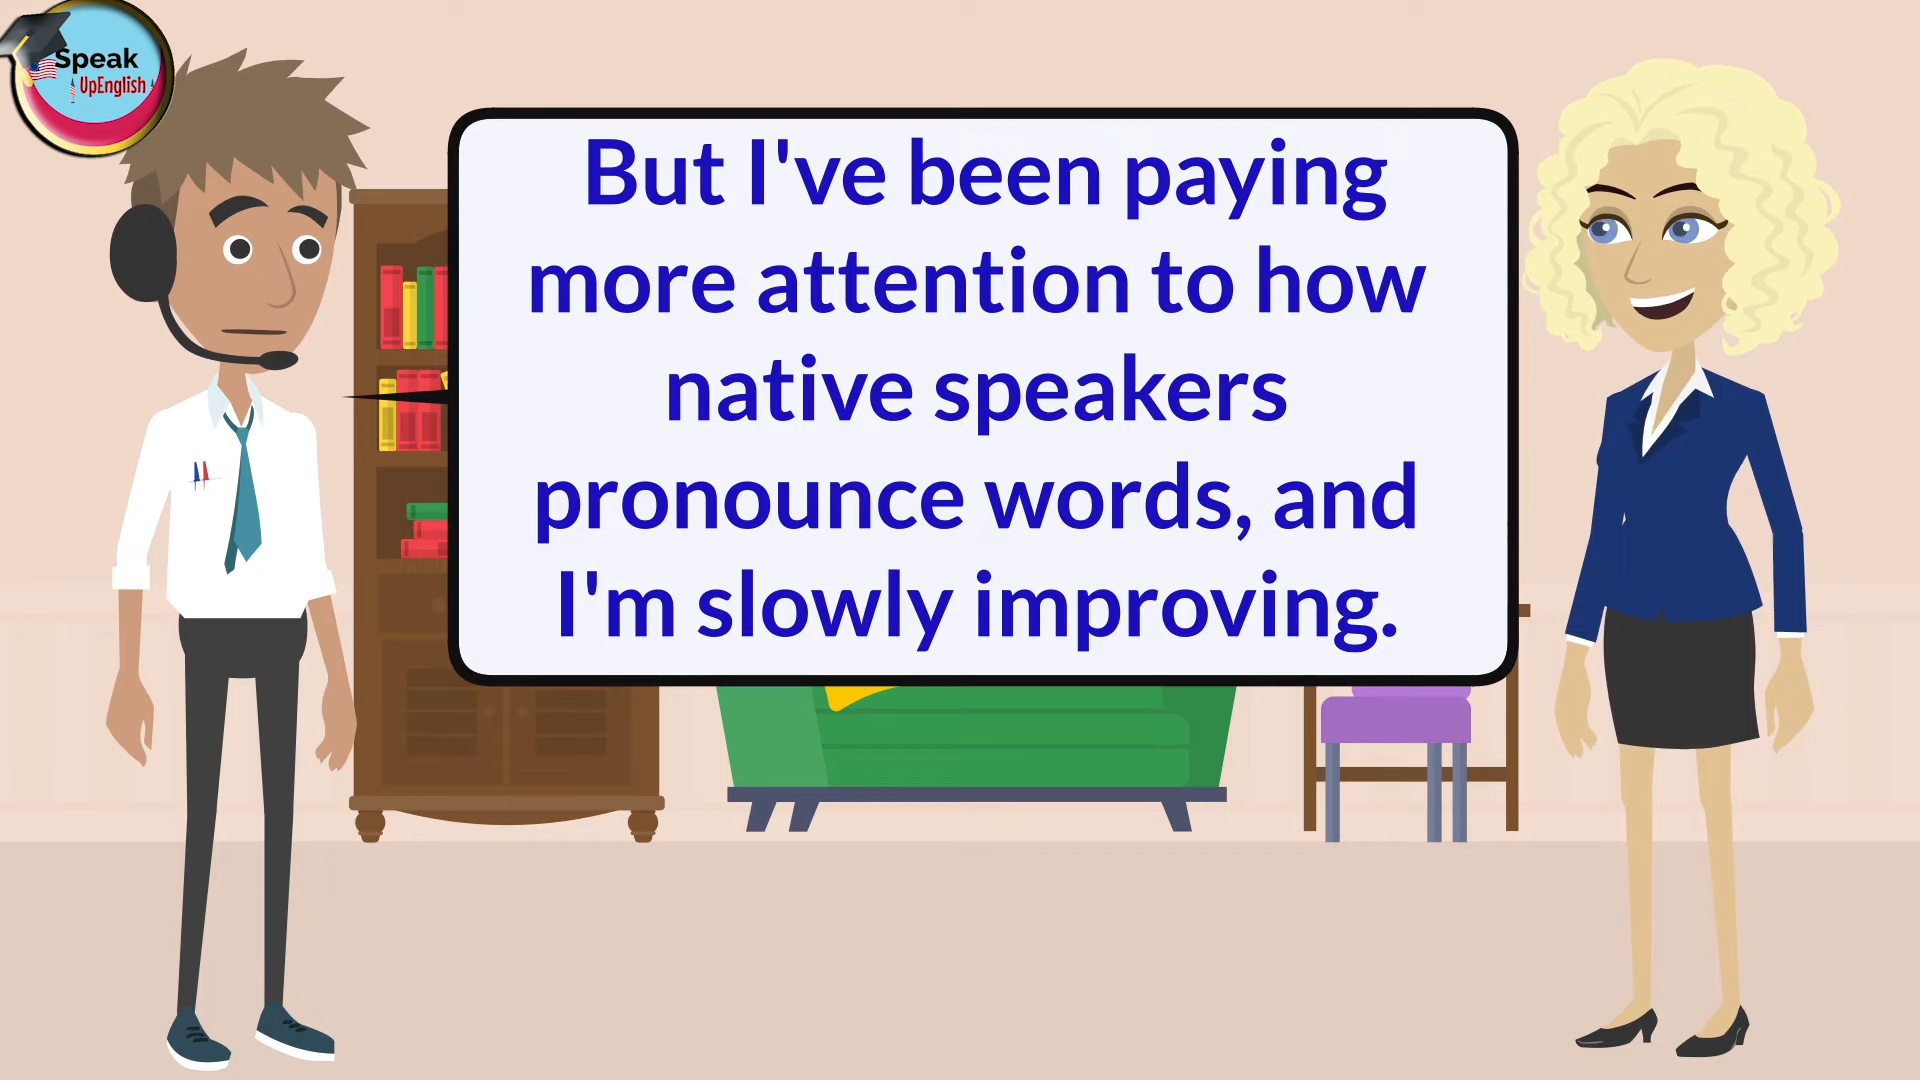 Speak
UpEnglish
But I've been paying
more attention to how
native speakers
pronounce words, and
I'm slowly improving.